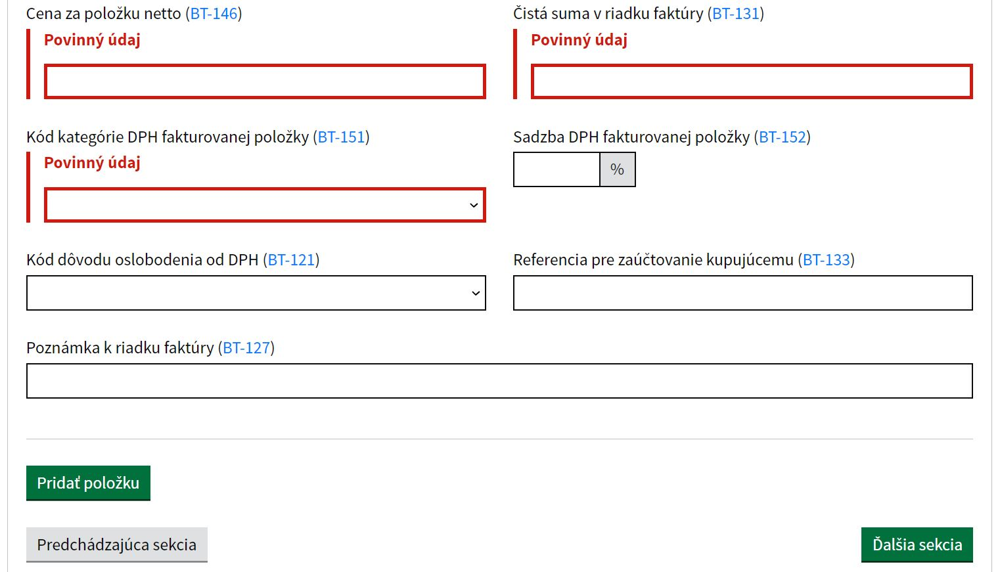 Cena za položku netto (BT-146)
Čistá suma v riadku faktúry (BT-131)
Povinný údaj
Povinný údaj
Kód kategórie DPH fakturovanej položky (BT-151)
Sadzba DPH fakturovanej položky (BT-152)
Povinný údaj
%
Kód dôvodu oslobodenia od DPH (BT-121)
Referencia pre zaúčtovanie kupujúcemu (BT-133)
Poznámka k riadku faktúry (BT-127)
Pridať položku
Predchádzajúca sekcia
Ďalšia sekcia